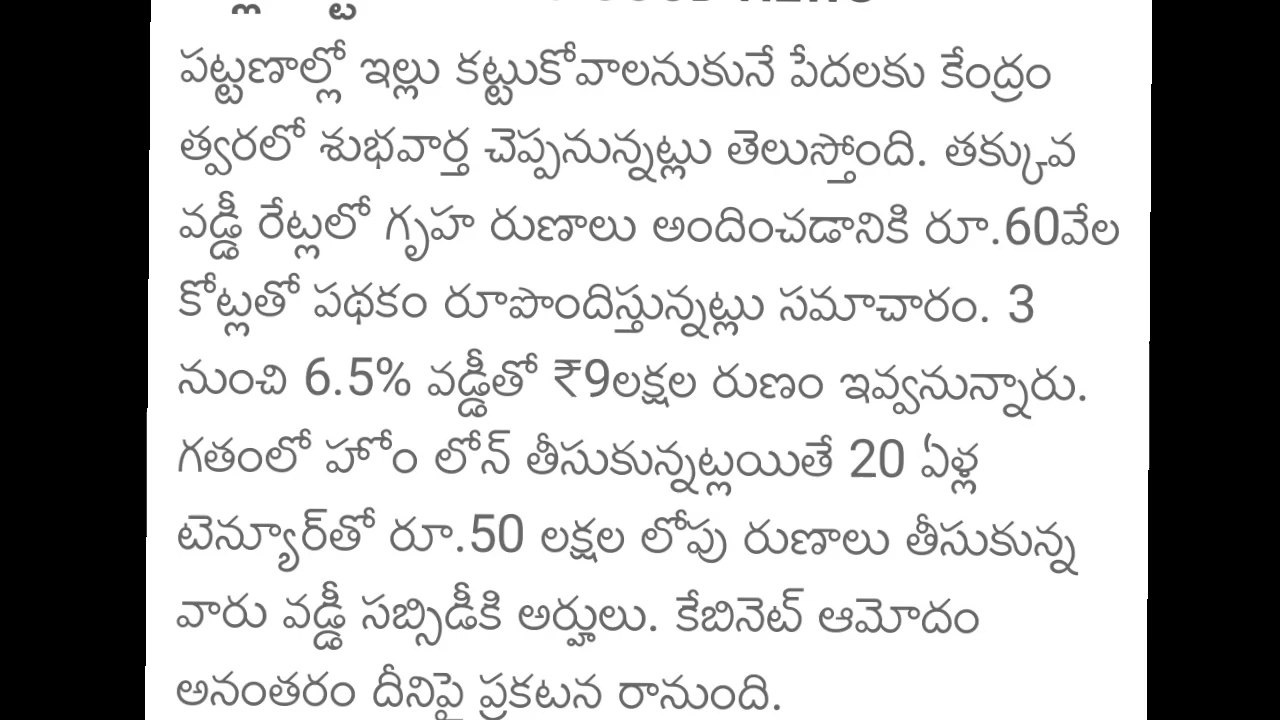 పట్టణాల్లో ఇల్లు కట్టుకోవాలనుకునే పేదలకు కేంద్రం
త్వరలో శుభవార్త చెప్పనున్నట్లు తెలుస్తోంది. తక్కువ
వడ్డీ రేట్లలో గృహ రుణాలు అందించడానికి రూ.60వేల
కోట్లతో పథకం రూపొందిస్తున్నట్లు సమాచారం. 3
నుంచి 6.5% వడ్డీతో ₹9లక్షల రుణం ఇవ్వనున్నారు.
గతంలో హోం లోన్ తీసుకున్నట్లయితే 20 ఏళ్ల
టెన్యూర్‌తో రూ.50 లక్షల లోపు రుణాలు తీసుకున్న
వారు వడ్డీ సబ్సిడీకి అర్హులు. కేబినెట్ ఆమోదం
అనంతరం దీనిపై ప్రకటన రానుంది.